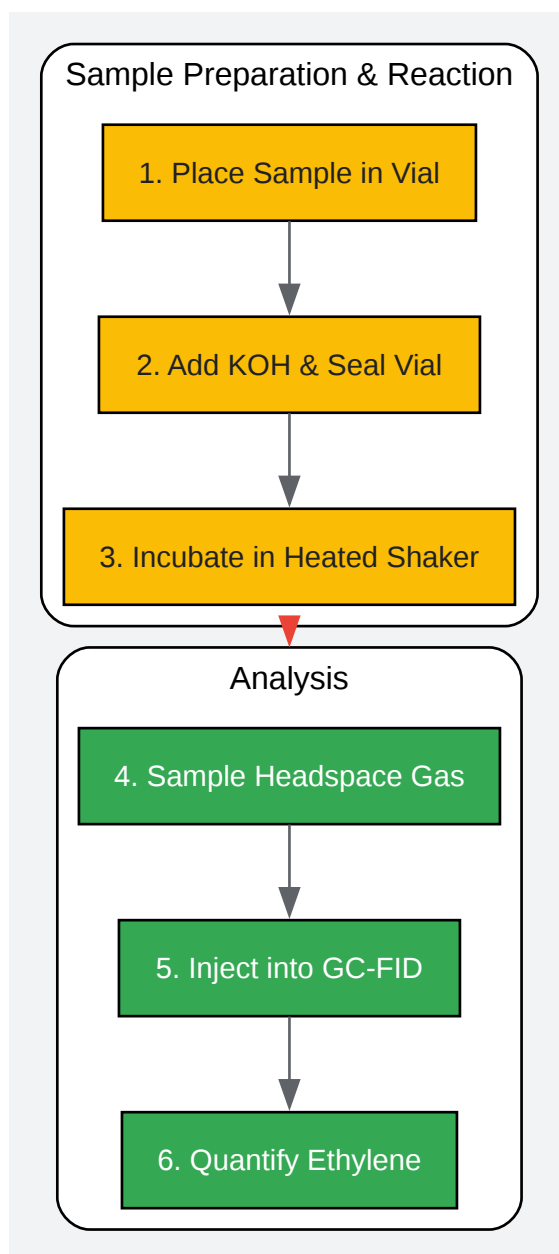 Sample Preparation & Reaction
1. Place Sample in Vial
2. Add KOH & Seal Vial
3. Incubate in Heated Shaker
Analysis
4. Sample Headspace Gas
5. Inject into GC-FID
6. Quantify Ethylene